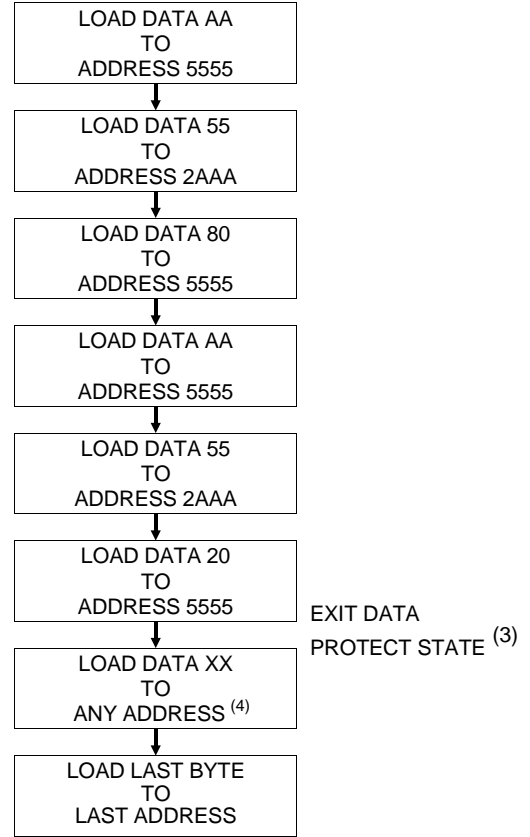 LOAD DATA AA
TO
ADDRESS 5555
LOAD DATA 55
TO
ADDRESS 2AAA
LOAD DATA 80
TO
ADDRESS 5555
LOAD DATA AA
TO
ADDRESS 5555
LOAD DATA 55
TO
ADDRESS 2AAA
LOAD DATA 20
TO
ADDRESS 5555
EXIT DATA
PROTECT STATE (3)
LOAD DATA XX
TO
ANY ADDRESS (4)
LOAD LAST BYTE
TO
LAST ADDRESS